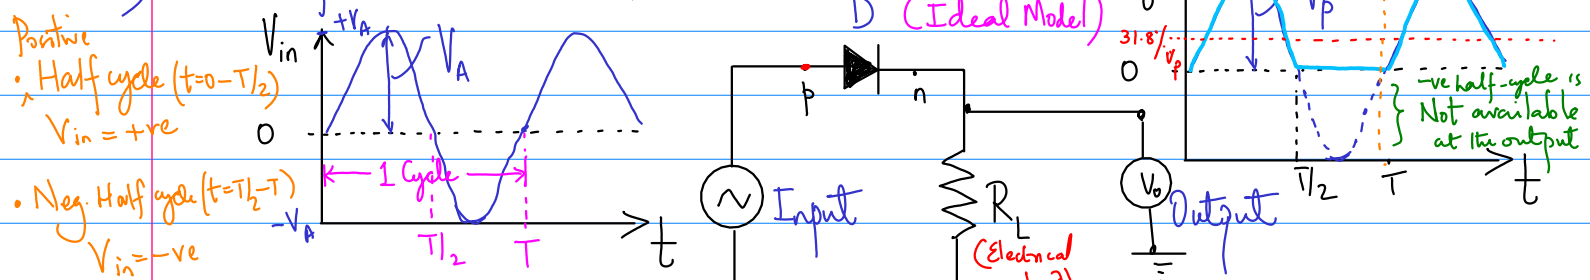 Positive
• Half cycle (t=0-T/2)
Vin = +ve
• Neg. Half cycle (t=T/2-T)
Vin = -ve
Vin
+VA
VA
0
1 Cycle
-VA
T/2
T
t
D (Ideal Model)
p
n
Input
RL
(Electrical
Vo
Output
Vp
31.8% Vp
0
-ve half-cycle is
Not available
at the output
T/2
T
t